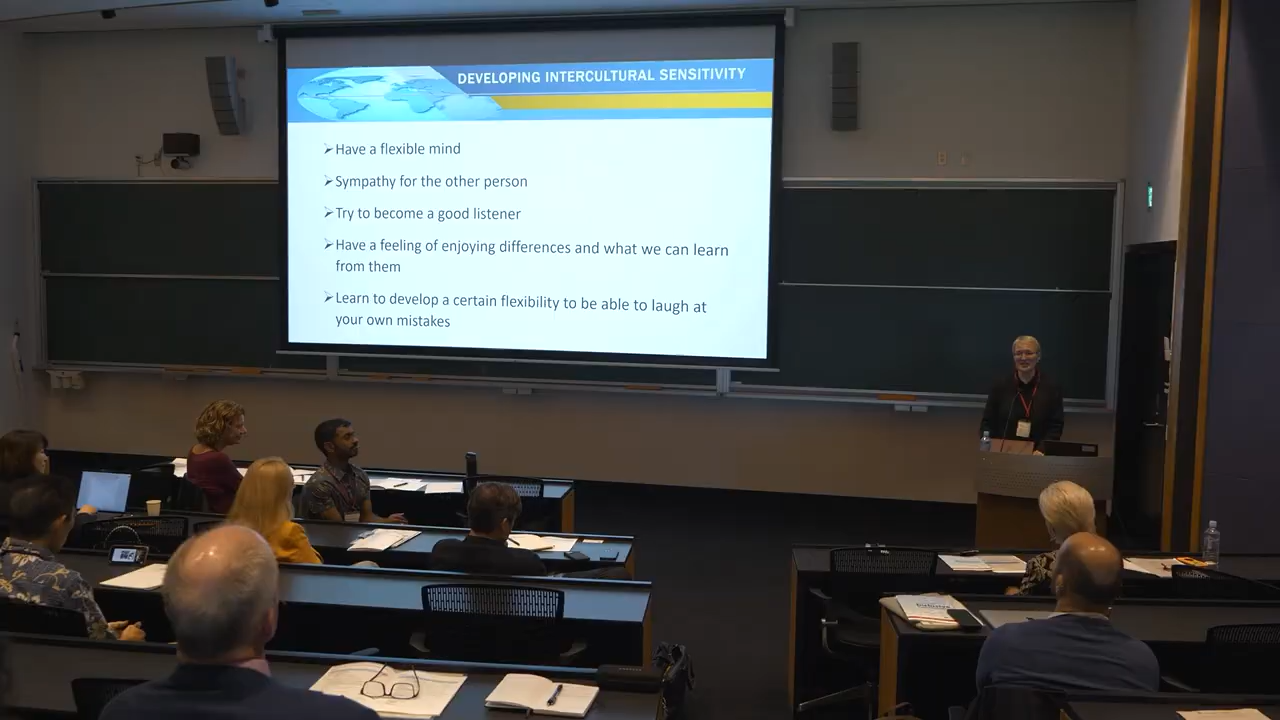 DEVELOPING INTERCULTURAL SENSITIVITY
➢Have a flexible mind
➢Sympathy for the other person
➢Try to become a good listener
➢Have a feeling of enjoying differences and what we can learn
from them
➢Learn to develop a certain flexibility to be able to laugh at
your own mistakes